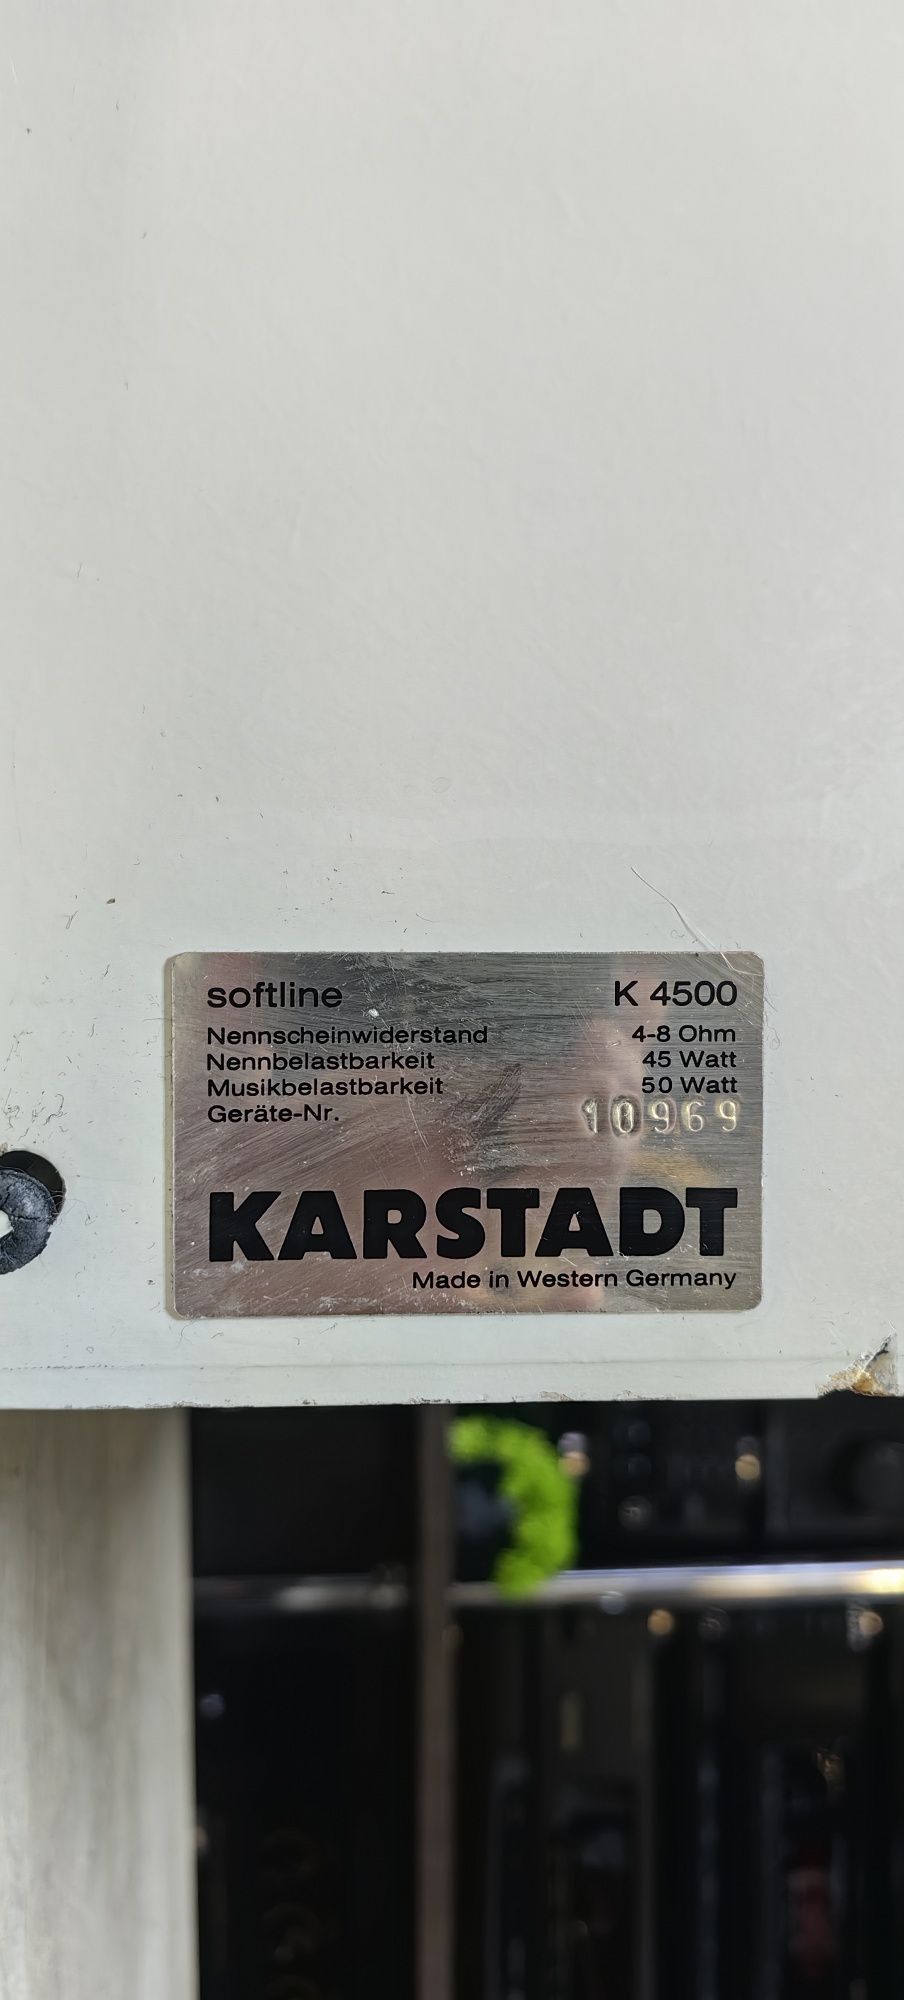 softline K 4500
Nennscheinwiderstand 4-8 Ohm
Nennbelastbarkeit 45 Watt
Musikbelastbarkeit 50 Watt
Geräte-Nr. 10969
KARSTADT
Made in Western Germany